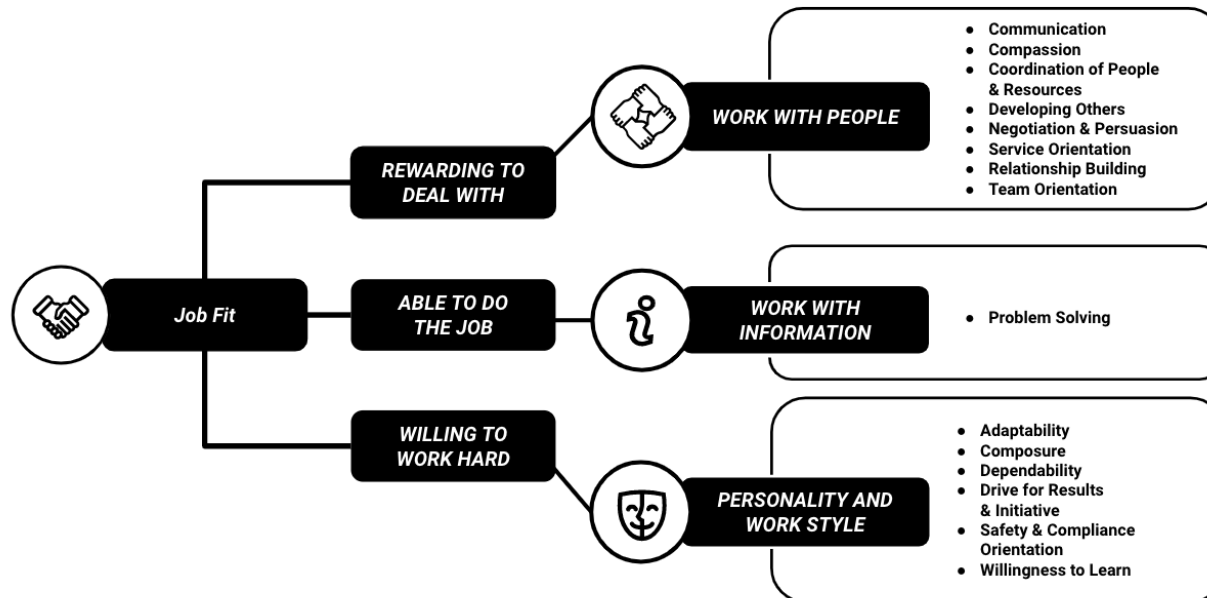 Job Fit
REWARDING TO
DEAL WITH
WORK WITH PEOPLE
● Communication
● Compassion
● Coordination of People
& Resources
● Developing Others
● Negotiation & Persuasion
● Service Orientation
● Relationship Building
● Team Orientation
ABLE TO DO
THE JOB
WORK WITH
INFORMATION
● Problem Solving
WILLING TO
WORK HARD
PERSONALITY AND
WORK STYLE
● Adaptability
● Composure
● Dependability
● Drive for Results
& Initiative
● Safety & Compliance
Orientation
● Willingness to Learn